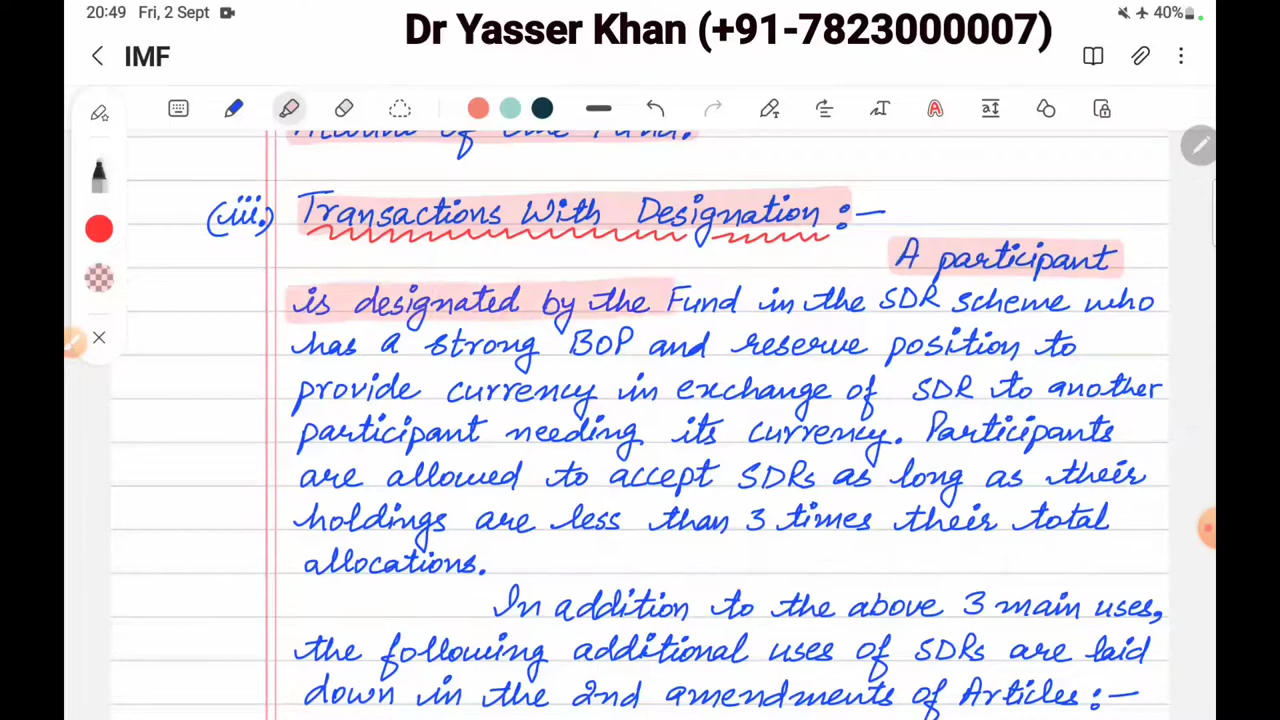 20:49 Fri, 2 Sept
Dr Yasser Khan (+91-7823000007)
40%
IMF
of the Fund.
(iii.) Transactions With Designation :-
A participant
is designated by the Fund in the SDR scheme who
has a strong BOP and reserve position to
provide currency in exchange of SDR to another
participant needing its currency. Participants
are allowed to accept SDRs as long as their
holdings are less than 3 times their total
allocations.
In addition to the above 3 main uses,
the following additional uses of SDRs are laid
down in the 2nd amendments of Articles :-